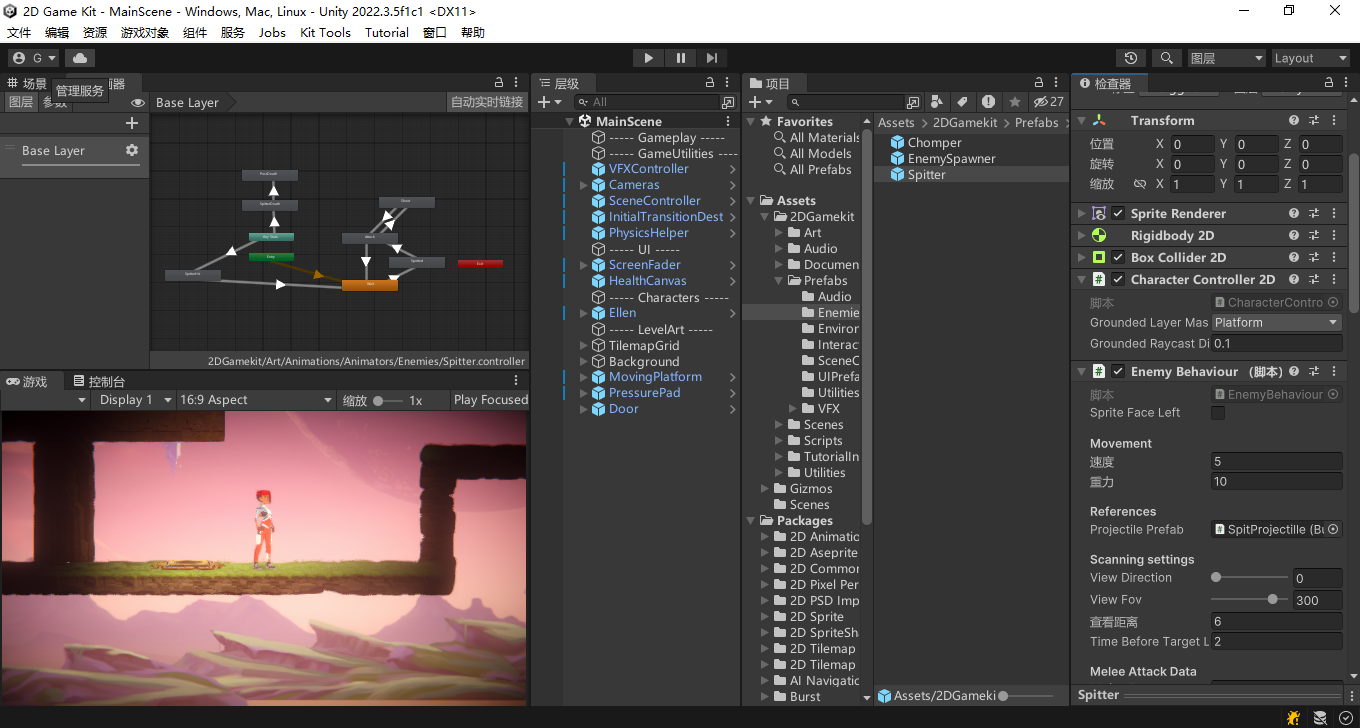 2D Game Kit - MainScene - Windows, Mac, Linux - Unity 2022.3.5f1c1 <DX11>
文件 编辑 资源 游戏对象 组件 服务 Jobs Kit Tools Tutorial 窗口 帮助
G
图层
Layout
场景
管理服务
图层
Base Layer
自动实时链接
Base Layer
Entry
Exit
2DGamekit/Art/Animations/Animators/Enemies/Spitter.controller
游戏
控制台
Display 1
16:9 Aspect
缩放
1x
Play Focused
层级
All
MainScene
----- Gameplay -----
----- GameUtilities -----
VFXController
Cameras
SceneController
InitialTransitionDest
PhysicsHelper
----- UI -----
ScreenFader
HealthCanvas
----- Characters -----
Ellen
----- LevelArt -----
TilemapGrid
Background
MovingPlatform
PressurePad
Door
项目
27
Favorites
All Materials
All Models
All Prefabs
Assets
2DGamekit
Art
Audio
Documen
Prefabs
Audio
Enemie
Enviror
Interac
SceneC
UIPrefa
Utilities
VFX
Scenes
Scripts
TutorialIn
Utilities
Gizmos
Scenes
Packages
2D Animatio
2D Aseprite
2D Common
2D Pixel Per
2D PSD Imp
2D Sprite
2D SpriteSha
2D Tilemap
2D Tilemap
AI Navigatic
Burst
Assets > 2DGamekit > Prefabs >
Chomper
EnemySpawner
Spitter
Assets/2DGameki
检查器
Transform
位置 X 0 Y 0 Z 0
旋转 X 0 Y 0 Z 0
缩放 X 1 Y 1 Z 1
Sprite Renderer
Rigidbody 2D
Box Collider 2D
Character Controller 2D
脚本 CharacterContro
Grounded Layer Mas Platform
Grounded Raycast Di 0.1
Enemy Behaviour （脚本）
脚本 EnemyBehaviour
Sprite Face Left
Movement
速度 5
重力 10
References
Projectile Prefab SpitProjectille (Bu
Scanning settings
View Direction 0
View Fov 300
查看距离 6
Time Before Target L 2
Melee Attack Data
Spitter